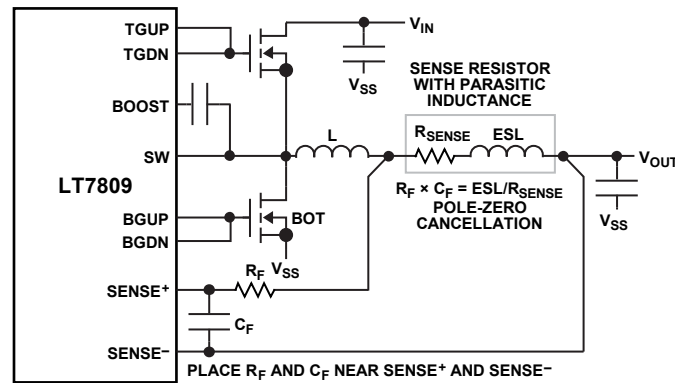 TGUP
TGDN
BOOST
SW
LT7809
BGUP
BGDN
SENSE⁺
SENSE⁻
V_IN
V_SS
SENSE RESISTOR
WITH PARASITIC
INDUCTANCE
L
R_SENSE
ESL
V_OUT
R_F × C_F = ESL/R_SENSE
POLE-ZERO
CANCELLATION
V_SS
BOT
V_SS
R_F
C_F
PLACE R_F AND C_F NEAR SENSE⁺ AND SENSE⁻